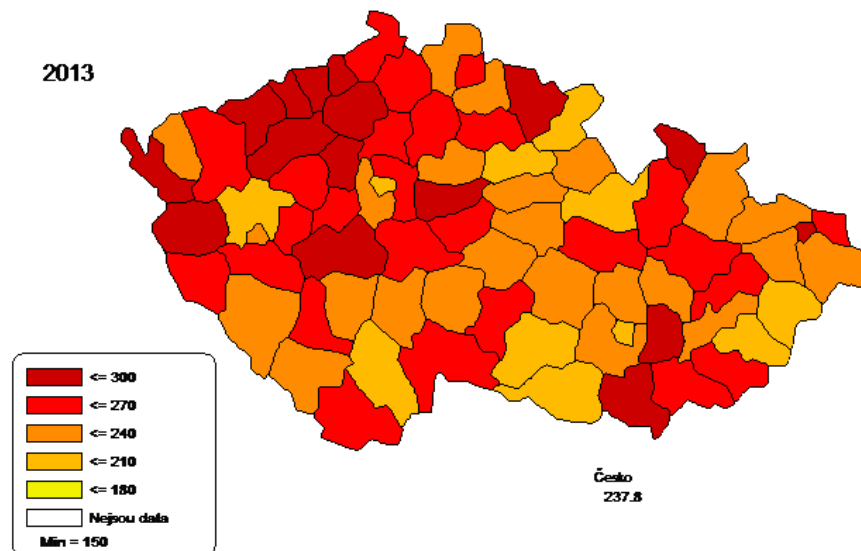 2013
<= 300
<= 270
<= 240
<= 210
<= 180
Nejsou data
Min = 150
Česko
237.8